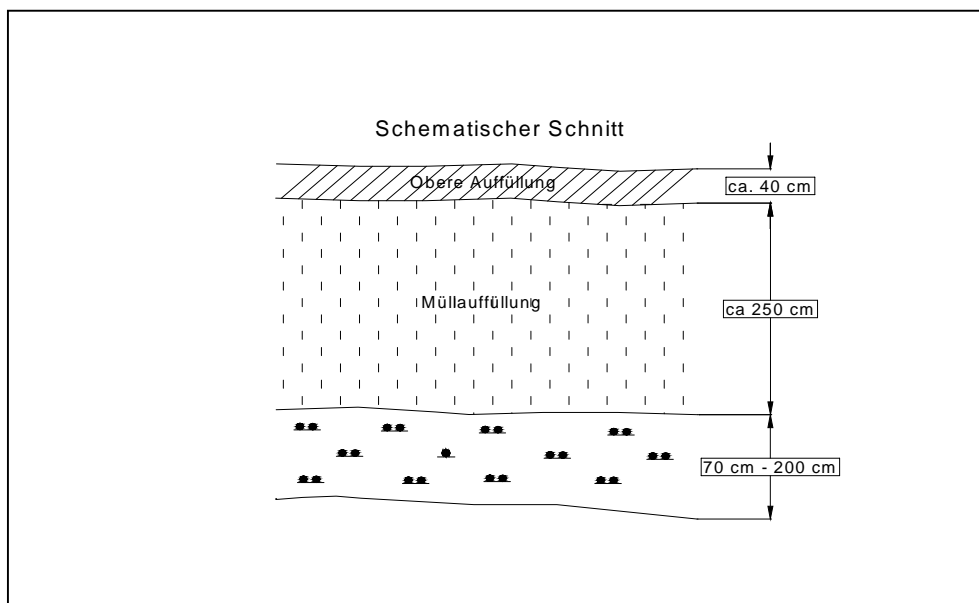 Schematischer Schnitt
Obere Auffüllung
ca. 40 cm
Müllauffüllung
ca 250 cm
70 cm - 200 cm